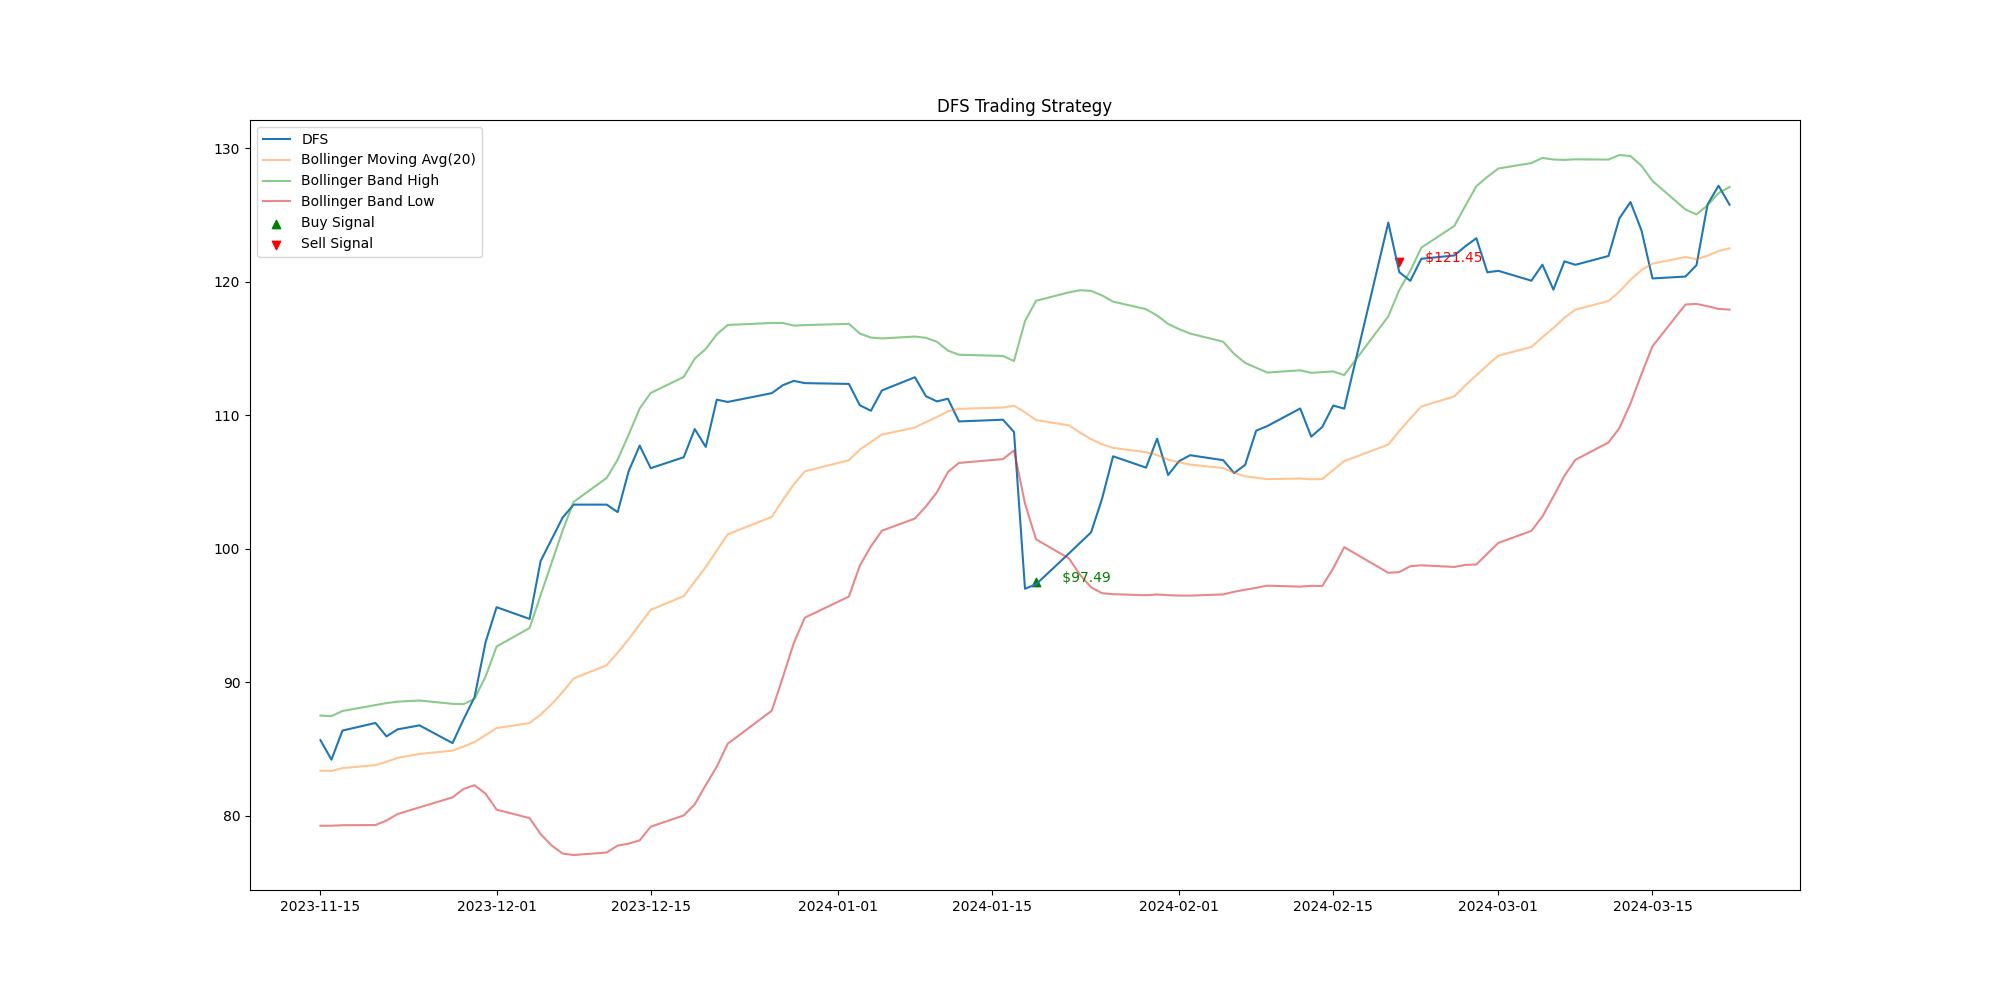 DFS Trading Strategy
130
120
110
100
90
80
DFS
Bollinger Moving Avg(20)
Bollinger Band High
Bollinger Band Low
Buy Signal
Sell Signal
$121.45
$97.49
2023-11-15 2023-12-01 2023-12-15 2024-01-01 2024-01-15 2024-02-01 2024-02-15 2024-03-01 2024-03-15